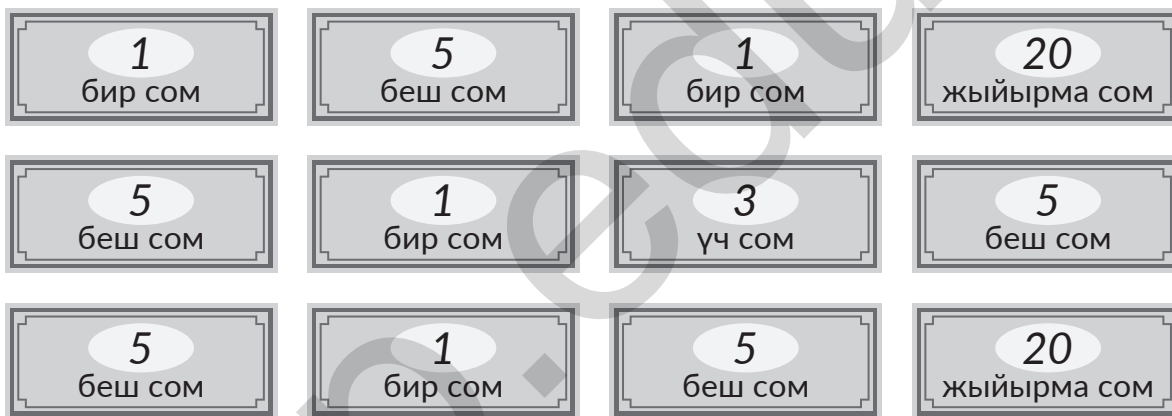 1 5 1 20
бир сом беш сом бир сом жыйырма сом
5 1 3 5
беш сом бир сом үч сом беш сом
5 1 5 20
беш сом бир сом беш сом жыйырма сом